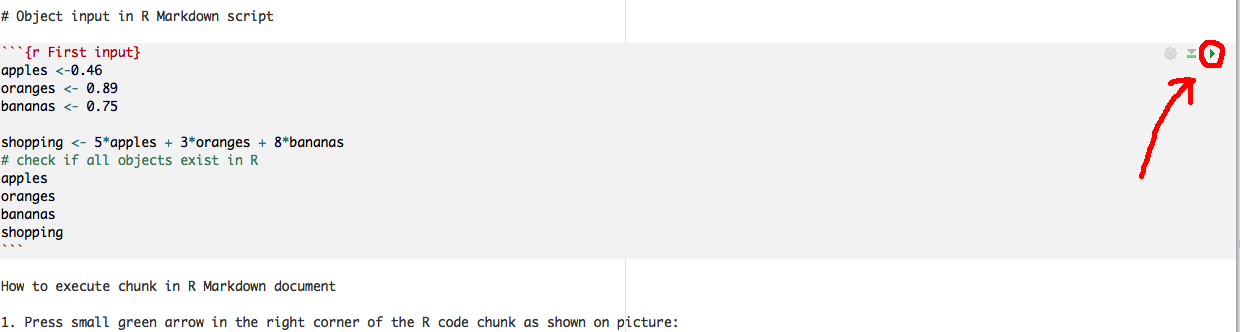 # Object input in R Markdown script
```{r First input}
apples <-0.46
oranges <- 0.89
bananas <- 0.75
shopping <- 5*apples + 3*oranges + 8*bananas
# check if all objects exist in R
apples
oranges
bananas
shopping
```
How to execute chunk in R Markdown document
1. Press small green arrow in the right corner of the R code chunk as shown on picture: